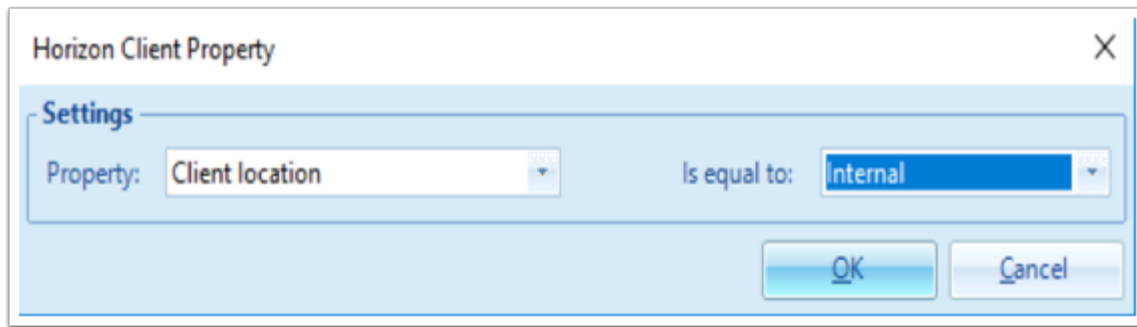 Horizon Client Property
Settings
Property: Client location Is equal to: Internal
OK Cancel